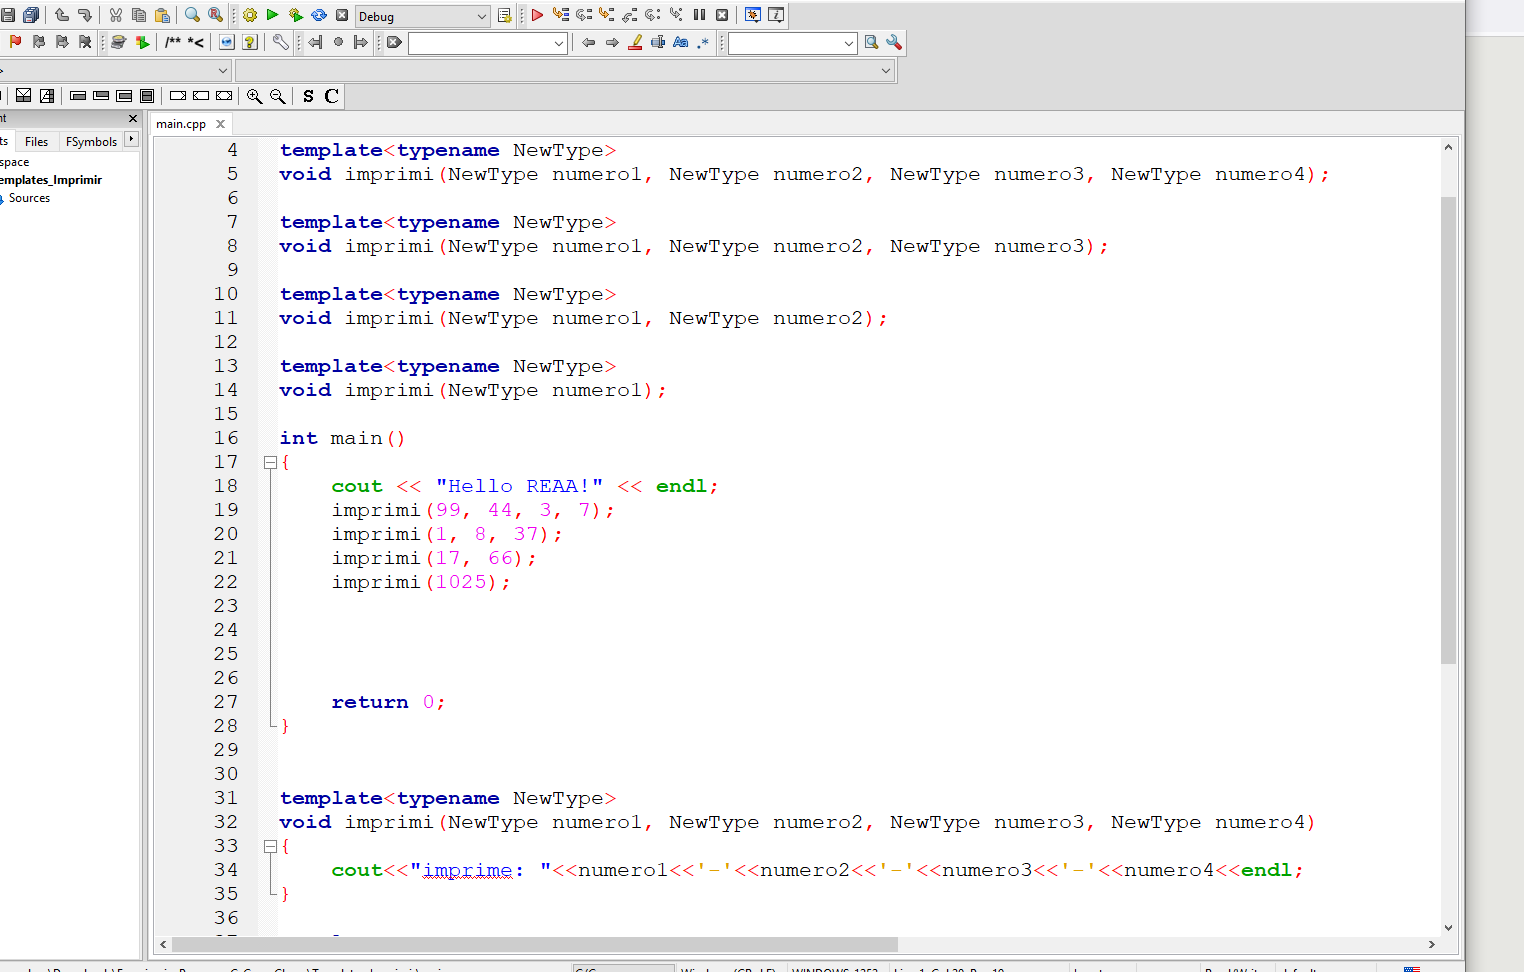 Debug
/** *<
S C
main.cpp
Files
FSymbols
space
emplates_Imprimir
Sources
4 template<typename NewType>
5 void imprimi(NewType numero1, NewType numero2, NewType numero3, NewType numero4);
6
7 template<typename NewType>
8 void imprimi(NewType numero1, NewType numero2, NewType numero3);
9
10 template<typename NewType>
11 void imprimi(NewType numero1, NewType numero2);
12
13 template<typename NewType>
14 void imprimi(NewType numero1);
15
16 int main()
17 {
18 cout << "Hello REAA!" << endl;
19 imprimi(99, 44, 3, 7);
20 imprimi(1, 8, 37);
21 imprimi(17, 66);
22 imprimi(1025);
23
24
25
26
27 return 0;
28 }
29
30
31 template<typename NewType>
32 void imprimi(NewType numero1, NewType numero2, NewType numero3, NewType numero4)
33 {
34 cout<<"imprime: "<<numero1<<'-'<<numero2<<'-'<<numero3<<'-'<<numero4<<endl;
35 }
36